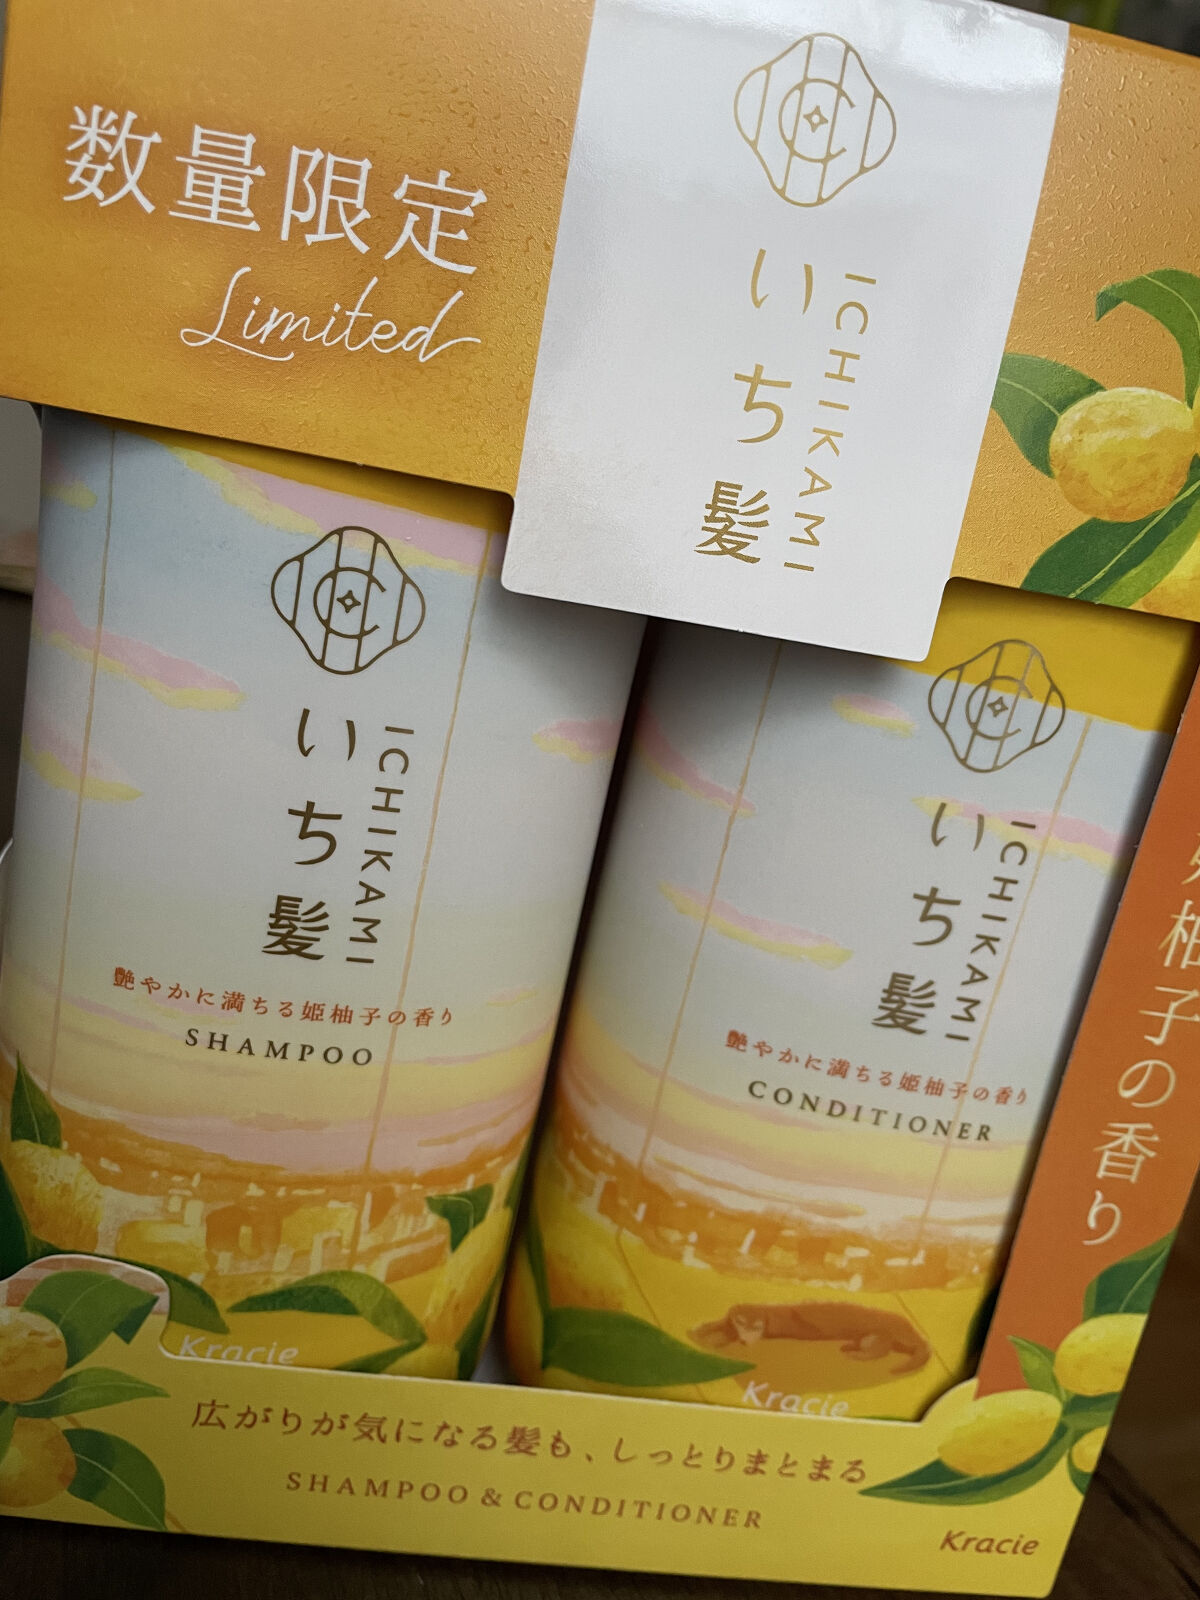 数量限定
Limited
いち髪
ICHIKAMI
いち髪
ICHIKAMI
艶やかに満ちる姫柚子の香り
SHAMPOO
Kracie
いち髪
ICHIKAMI
艶やかに満ちる姫柚子の香り
CONDITIONER
Kracie
姫柚子の香り
広がりが気になる髪も、しっとりまとまる
SHAMPOO & CONDITIONER
Kracie